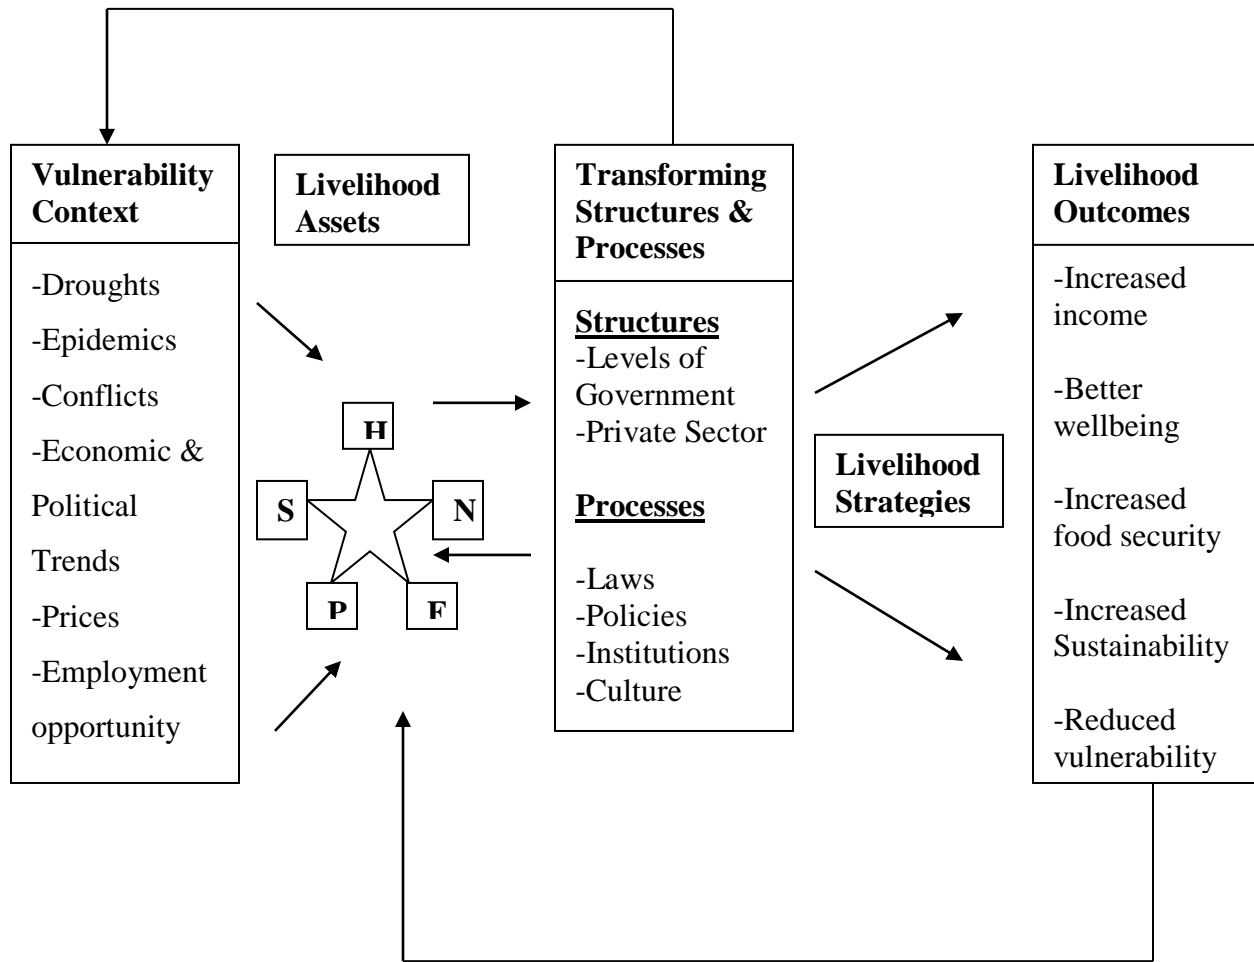 Vulnerability
Context
-Droughts
-Epidemics
-Conflicts
-Economic &
Political
Trends
-Prices
-Employment
opportunity
Livelihood
Assets
H
S
N
P
F
Transforming
Structures &
Processes
Structures
-Levels of
Government
-Private Sector
Processes
-Laws
-Policies
-Institutions
-Culture
Livelihood
Strategies
Livelihood
Outcomes
-Increased
income
-Better
wellbeing
-Increased
food security
-Increased
Sustainability
-Reduced
vulnerability